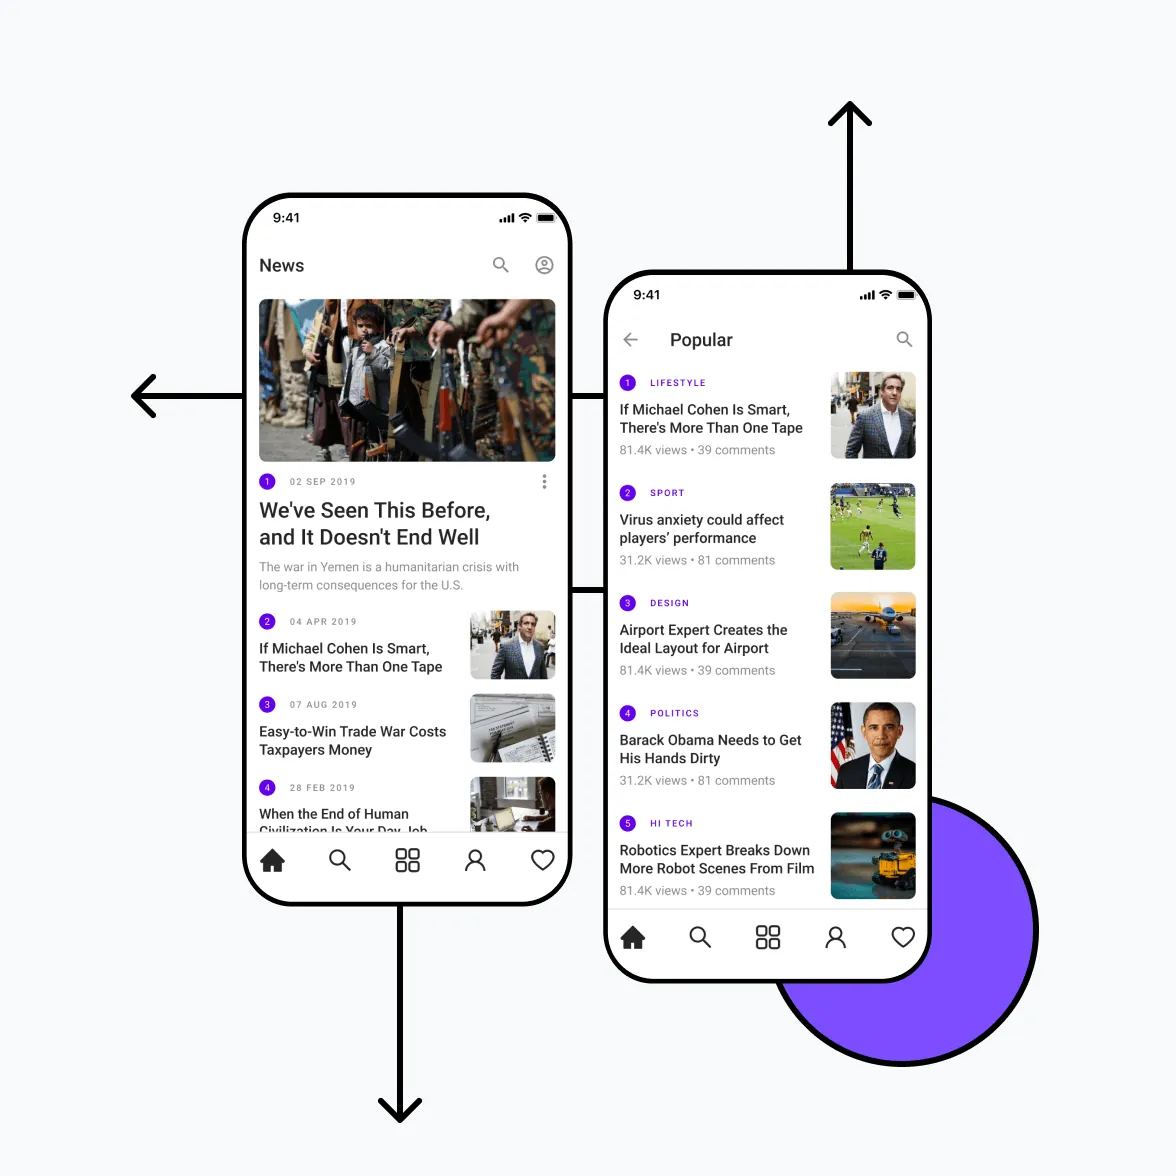 9:41
News
1 02 SEP 2019
We've Seen This Before,
and It Doesn't End Well
The war in Yemen is a humanitarian crisis with
long-term consequences for the U.S.
2 04 APR 2019
If Michael Cohen Is Smart,
There's More Than One Tape
3 07 AUG 2019
Easy-to-Win Trade War Costs
Taxpayers Money
4 28 FEB 2019
When the End of Human
Civilization Is Your Day Job
9:41
Popular
1 LIFESTYLE
If Michael Cohen Is Smart,
There's More Than One Tape
81.4K views • 39 comments
2 SPORT
Virus anxiety could affect
players’ performance
31.2K views • 81 comments
3 DESIGN
Airport Expert Creates the
Ideal Layout for Airport
81.4K views • 39 comments
4 POLITICS
Barack Obama Needs to Get
His Hands Dirty
31.2K views • 81 comments
5 HI TECH
Robotics Expert Breaks Down
More Robot Scenes From Film
81.4K views • 39 comments